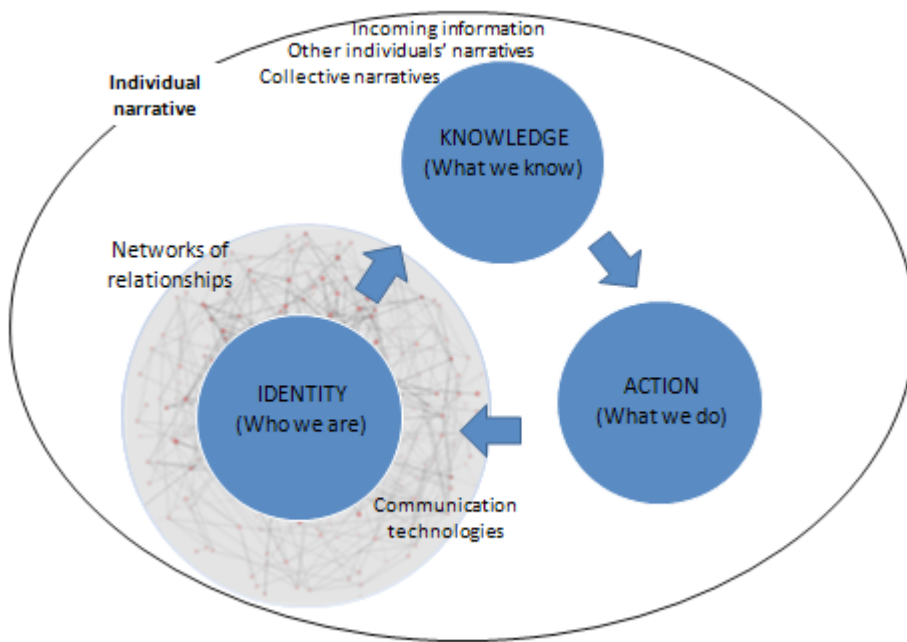 Incoming information
Other individuals' narratives
Collective narratives
Individual
narrative
KNOWLEDGE
(What we know)
Networks of
relationships
IDENTITY
(Who we are)
ACTION
(What we do)
Communication
technologies